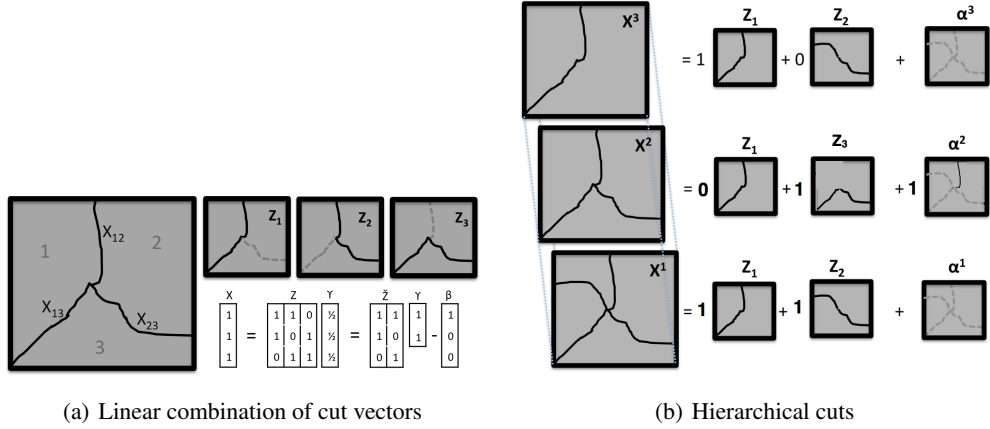 1
2
3
X12
X13
X23
Z1
Z2
Z3
X Z Y Ž Y β
1 1 1 0 ½ 1 1 1 1
1 = 1 0 1 ½ = 1 0 1 - 0
1 0 1 1 ½ 0 1 0
(a) Linear combination of cut vectors
X³ Z1 Z2 α³
= 1 + 0 +
X² Z1 Z3 α²
= 0 + 1 + 1
X¹ Z1 Z2 α¹
= 1 + 1 +
(b) Hierarchical cuts